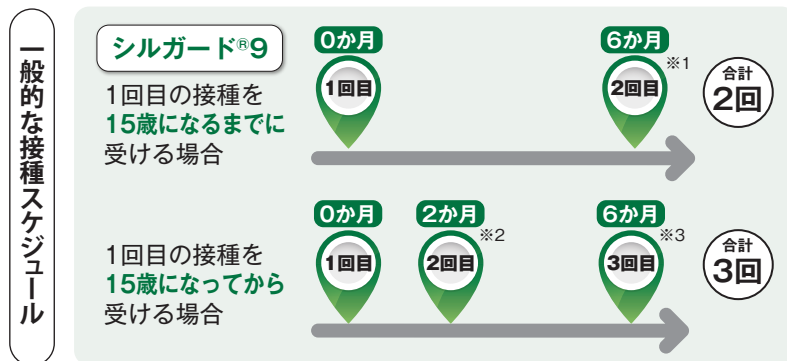 一般的な接種スケジュール
シルガード®9
1回目の接種を
15歳になるまでに
受ける場合
0か月
1回目
6か月
2回目
※1
合計
2回
1回目の接種を
15歳になってから
受ける場合
0か月
1回目
2か月
2回目
※2
6か月
3回目
※3
合計
3回